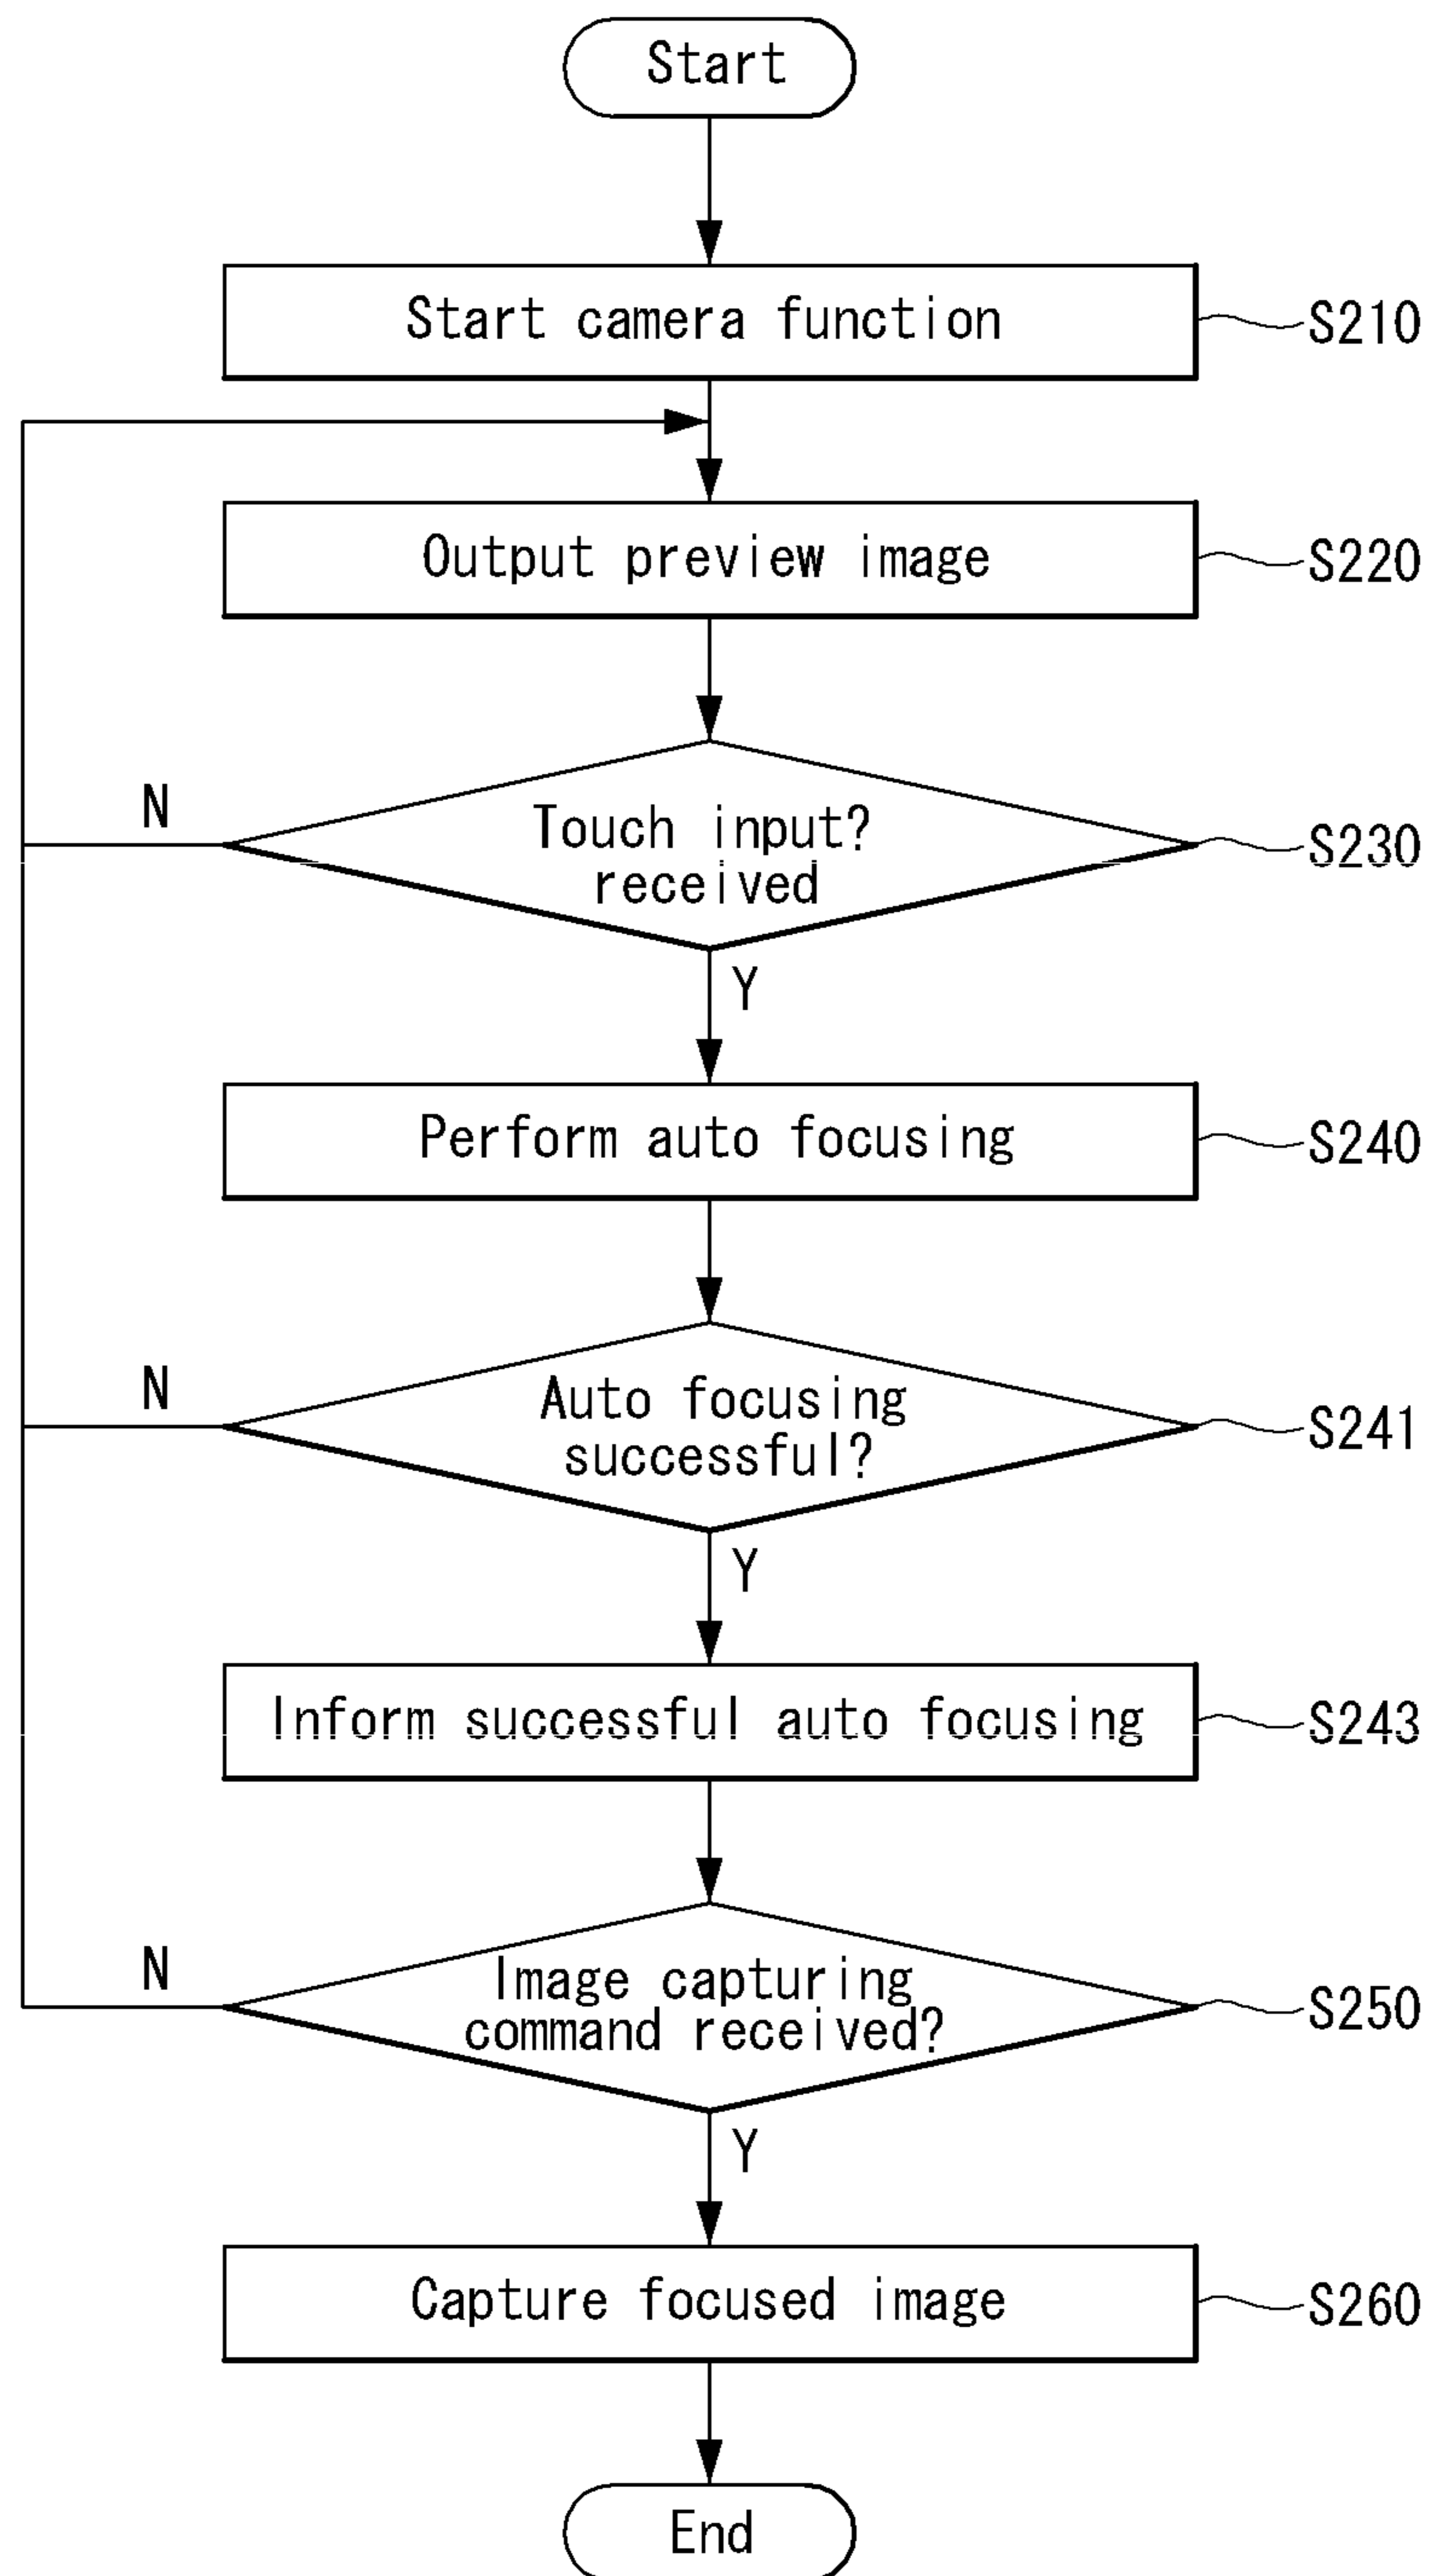 Start
Start camera function
S210
Output preview image
S220
N
Touch input?
received
S230
Y
Perform auto focusing
S240
N
Auto focusing
successful?
S241
Y
Inform successful auto focusing
S243
N
Image capturing
command received?
S250
Y
Capture focused image
S260
End